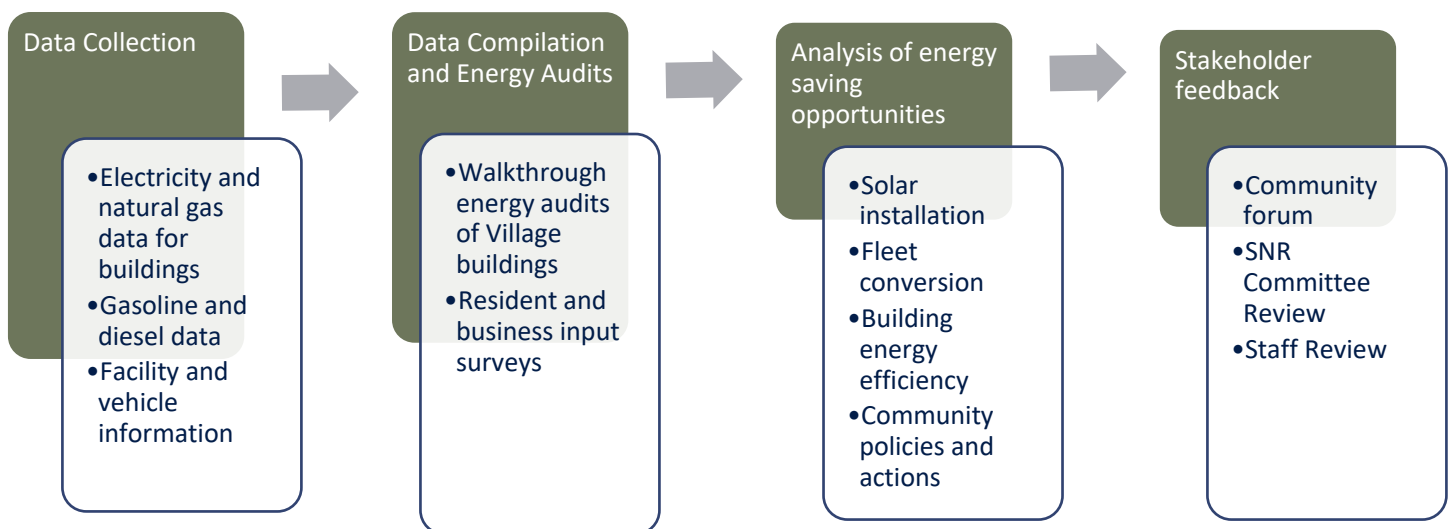 Data Collection
•Electricity and
natural gas
data for
buildings
•Gasoline and
diesel data
•Facility and
vehicle
information
Data Compilation
and Energy Audits
•Walkthrough
energy audits
of Village
buildings
•Resident and
business input
surveys
Analysis of energy
saving
opportunities
•Solar
installation
•Fleet
conversion
•Building
energy
efficiency
•Community
policies and
actions
Stakeholder
feedback
•Community
forum
•SNR
Committee
Review
•Staff Review